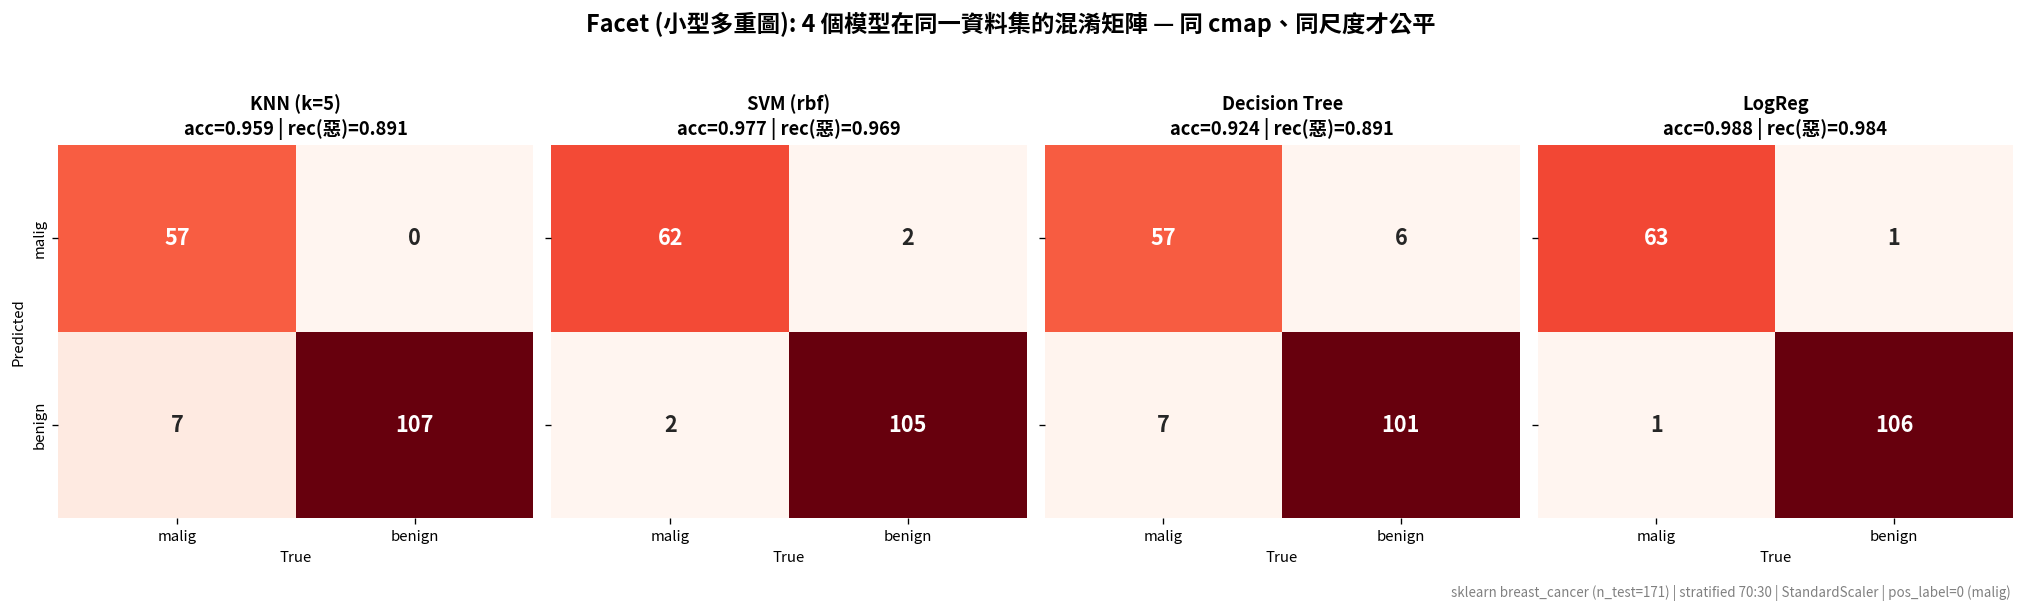 Facet (小型多重圖): 4 個模型在同一資料集的混淆矩陣 — 同 cmap、同尺度才公平
KNN (k=5)
acc=0.959 | rec(惡)=0.891
SVM (rbf)
acc=0.977 | rec(惡)=0.969
Decision Tree
acc=0.924 | rec(惡)=0.891
LogReg
acc=0.988 | rec(惡)=0.984
Predicted
malig
57 0
62 2
57 6
63 1
benign
7 107
2 105
7 101
1 106
malig benign
malig benign
malig benign
malig benign
True
True
True
True
sklearn breast_cancer (n_test=171) | stratified 70:30 | StandardScaler | pos_label=0 (malig)